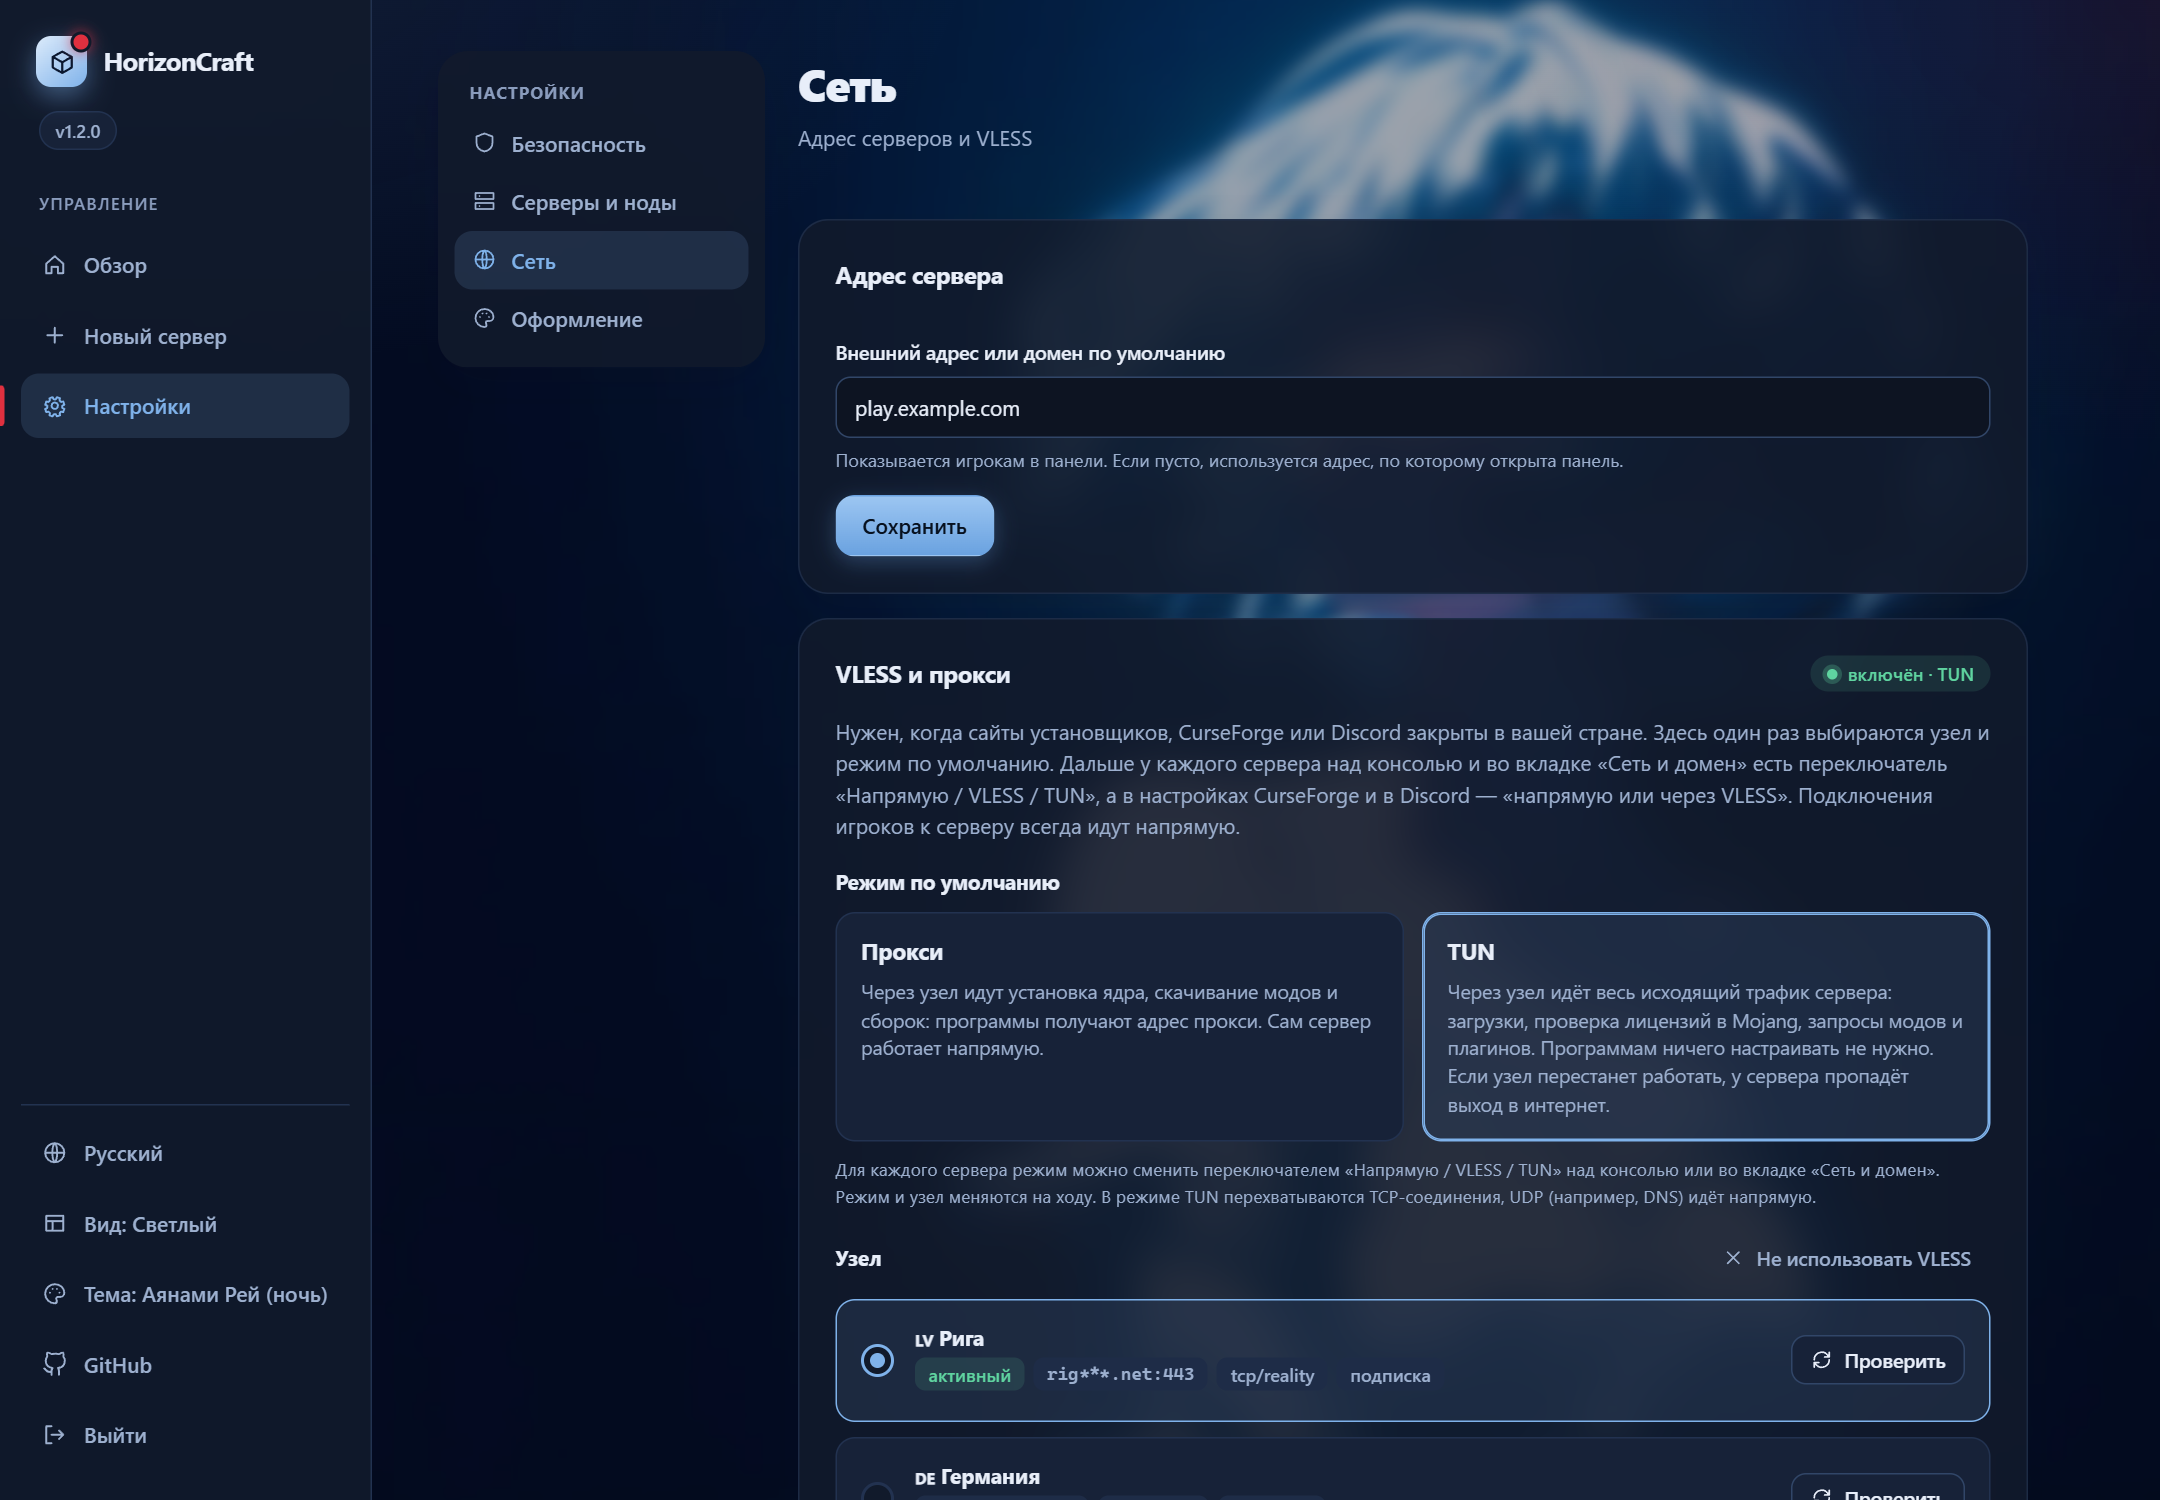 HorizonCraft
v1.2.0
УПРАВЛЕНИЕ
Обзор
Новый сервер
Настройки
Русский
Вид: Светлый
Тема: Аянами Рей (ночь)
GitHub
Выйти
НАСТРОЙКИ
Безопасность
Серверы и ноды
Сеть
Оформление
Сеть
Адрес серверов и VLESS
Адрес сервера
Внешний адрес или домен по умолчанию
play.example.com
Показывается игрокам в панели. Если пусто, используется адрес, по которому открыта панель.
Сохранить
VLESS и прокси
включён · TUN
Нужен, когда сайты установщиков, CurseForge или Discord закрыты в вашей стране. Здесь один раз выбираются узел и
режим по умолчанию. Дальше у каждого сервера над консолью и во вкладке «Сеть и домен» есть переключатель
«Напрямую / VLESS / TUN», а в настройках CurseForge и в Discord — «напрямую или через VLESS». Подключения
игроков к серверу всегда идут напрямую.
Режим по умолчанию
Прокси
Через узел идут установка ядра, скачивание модов и
сборок: программы получают адрес прокси. Сам сервер
работает напрямую.
TUN
Через узел идёт весь исходящий трафик сервера:
загрузки, проверка лицензий в Mojang, запросы модов и
плагинов. Программам ничего настраивать не нужно.
Если узел перестанет работать, у сервера пропадёт
выход в интернет.
Для каждого сервера режим можно сменить переключателем «Напрямую / VLESS / TUN» над консолью или во вкладке «Сеть и домен».
Режим и узел меняются на ходу. В режиме TUN перехватываются TCP-соединения, UDP (например, DNS) идёт напрямую.
Узел
Не использовать VLESS
LV Рига
активный rig***.net:443 tcp/reality подписка
Проверить
DE Германия
Проверить